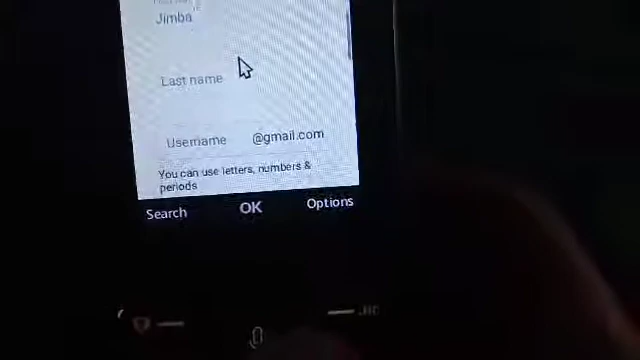 Jimba
Last name
Username @gmail.com
You can use letters, numbers &
periods
Search OK Options